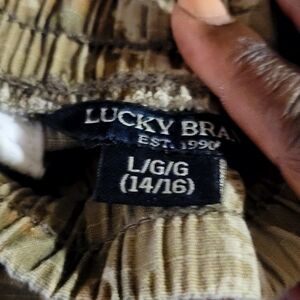 LUCKY BRA
EST. 1990
L/G/G
(14/16)